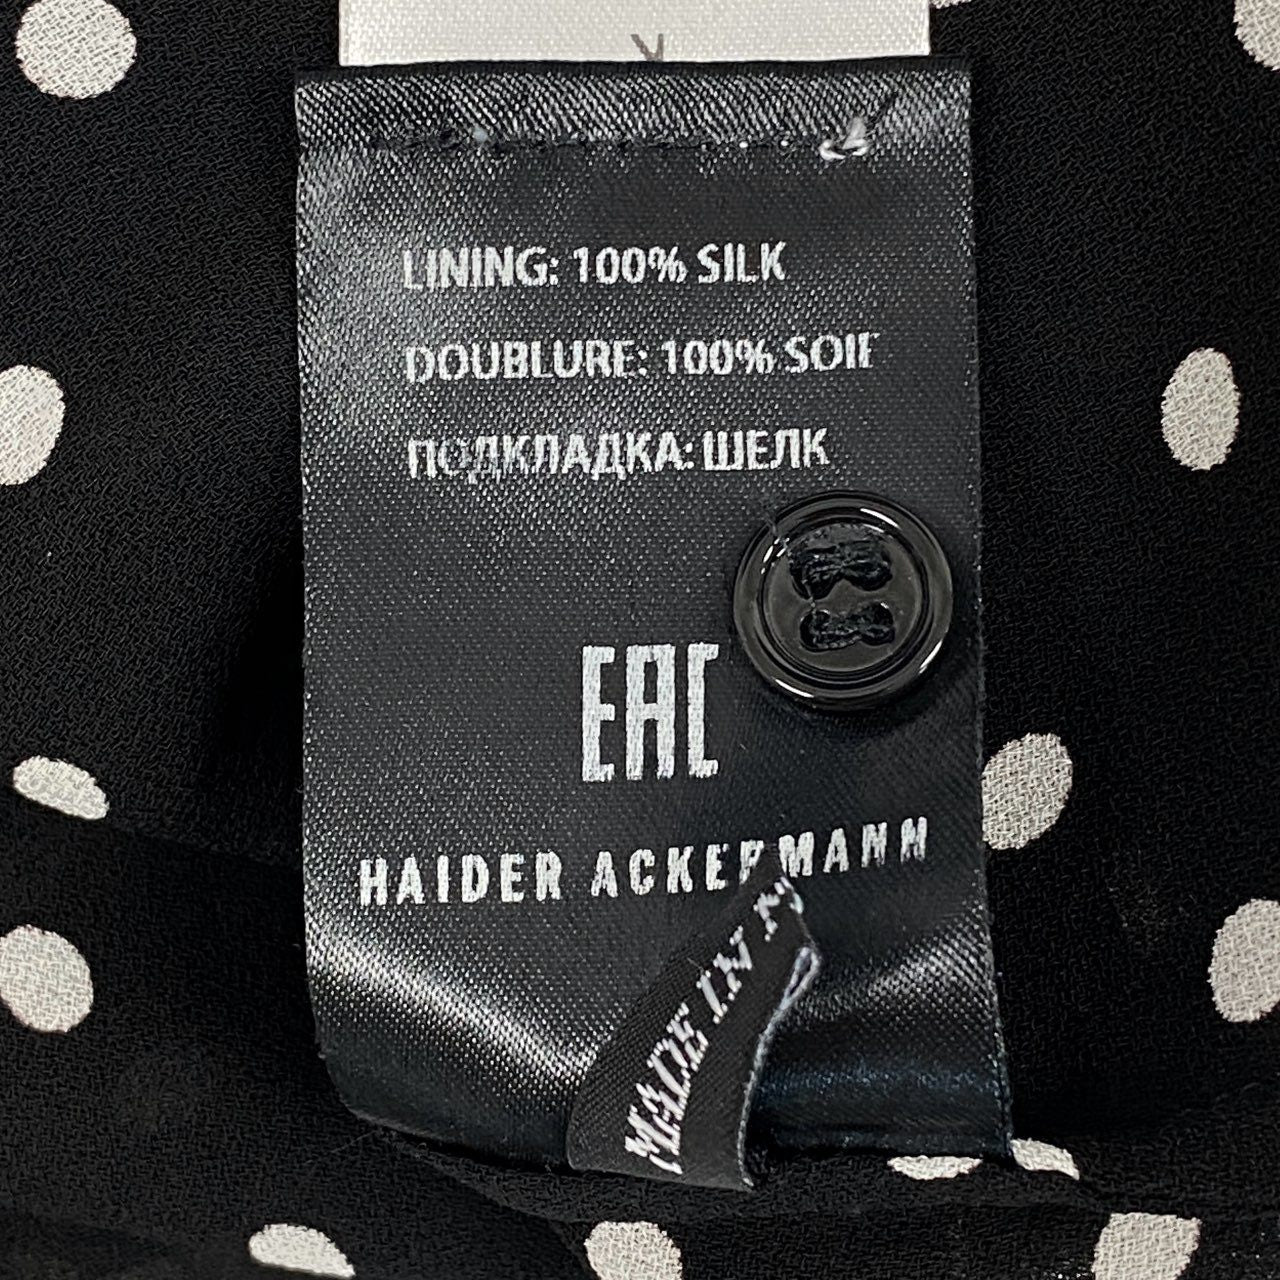 K
LINING: 100% SILK
DOUBLURE: 100% SOIE
ПОДКЛАДКА: ШЕЛК
EAC
HAIDER ACKERMANN
MADE IN